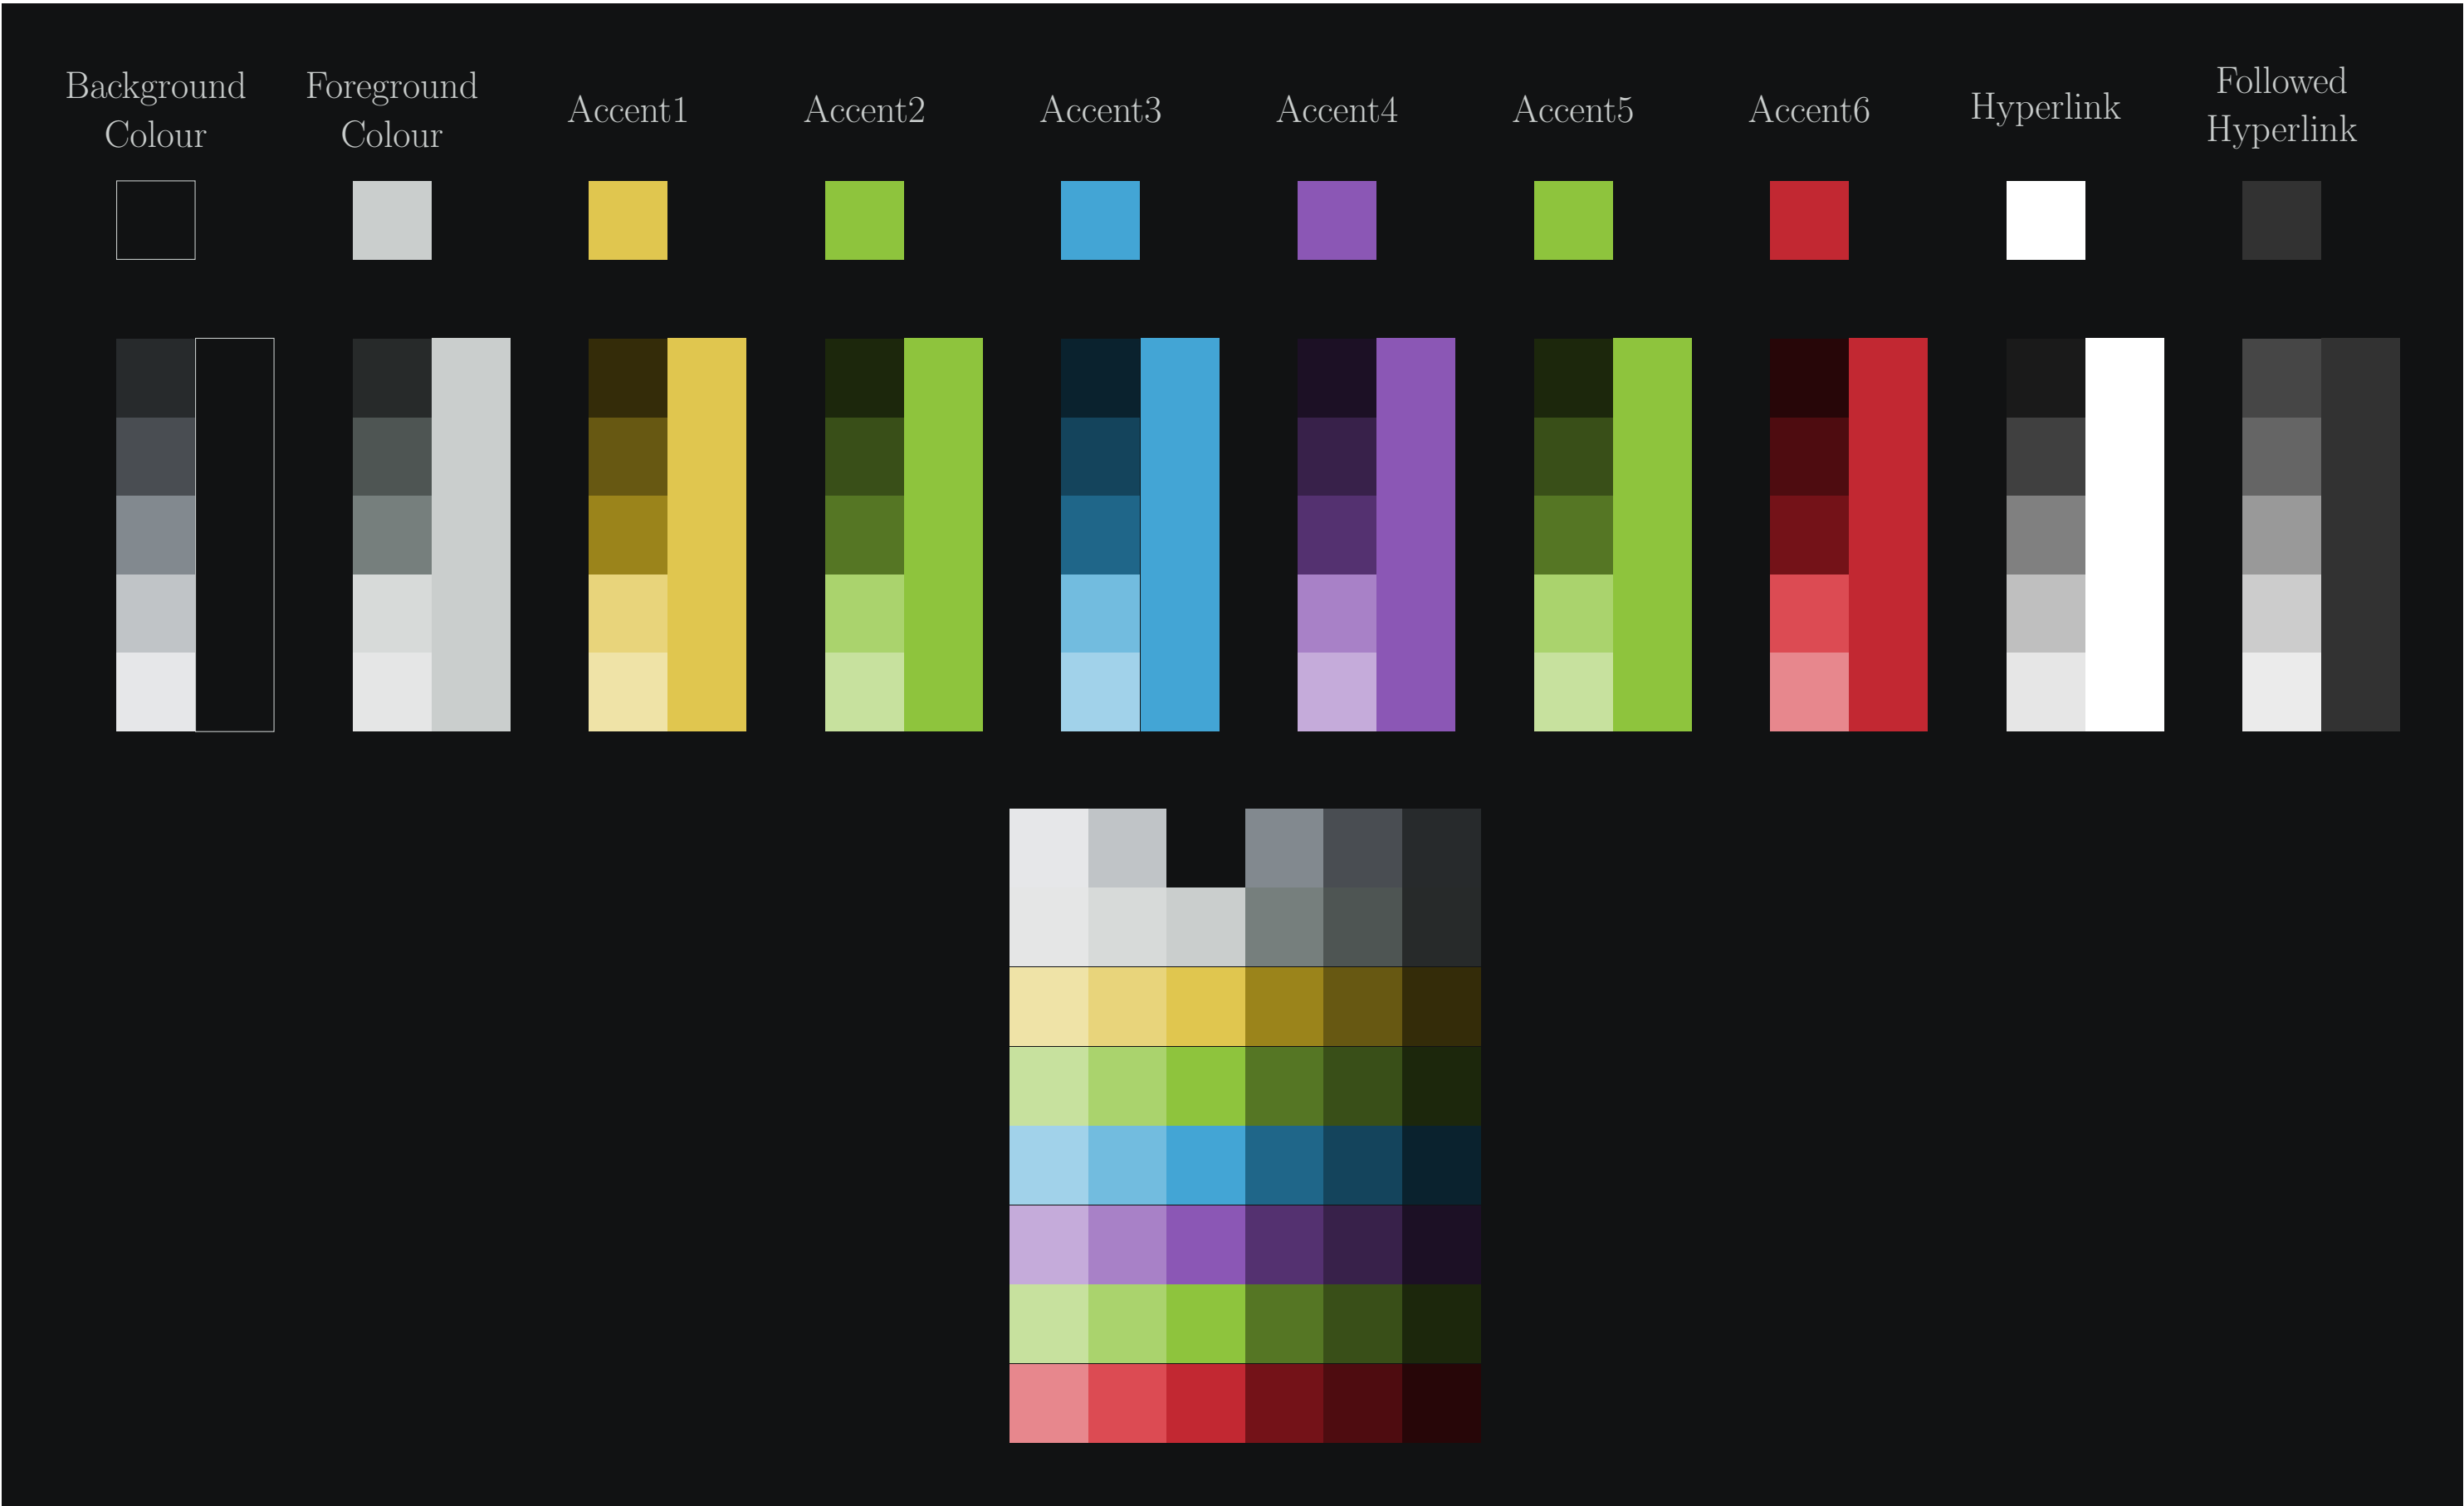 Background
Colour
Foreground
Colour
Accent1
Accent2
Accent3
Accent4
Accent5
Accent6
Hyperlink
Followed
Hyperlink